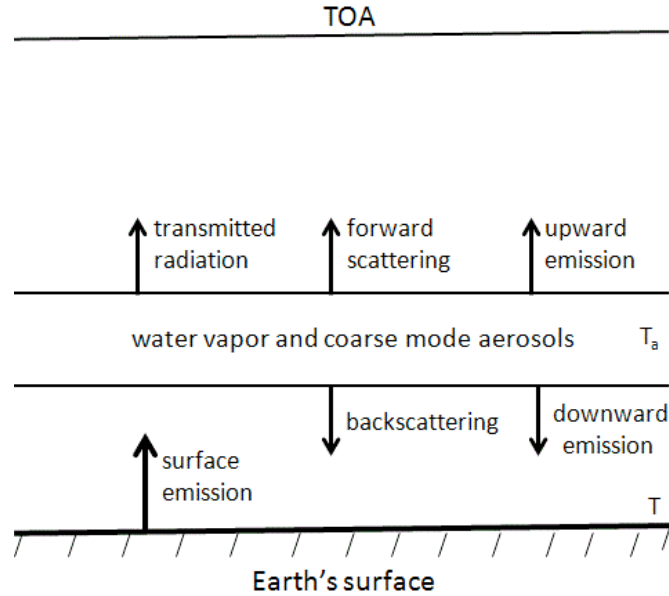 TOA
transmitted
radiation
forward
scattering
upward
emission
water vapor and coarse mode aerosols
Ta
backscattering
downward
emission
surface
emission
T
Earth's surface